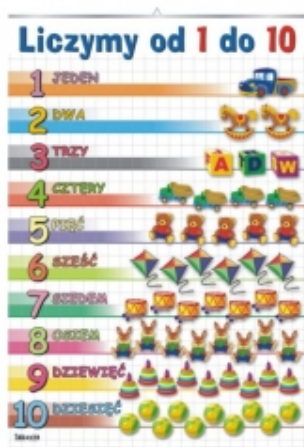 Liczymy od 1 do 10
1 JEDEN
2 DWA
3 TRZY
A D W
4 CZTERY
5 PIĘĆ
6 SZEŚĆ
7 SIEDEM
8 OSIEM
9 DZIEWIĘĆ
10 DZIESIĘĆ